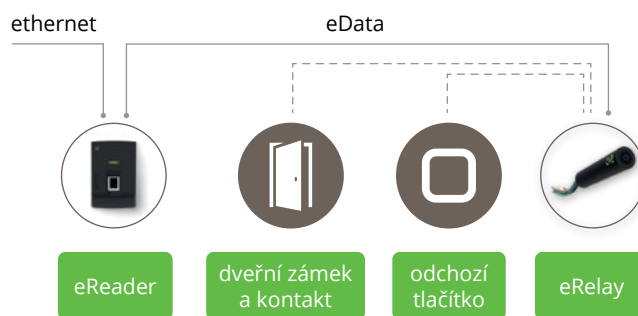 ethernet
eData
eReader
dveřní zámek
a kontakt
odchozí
tlačítko
eRelay